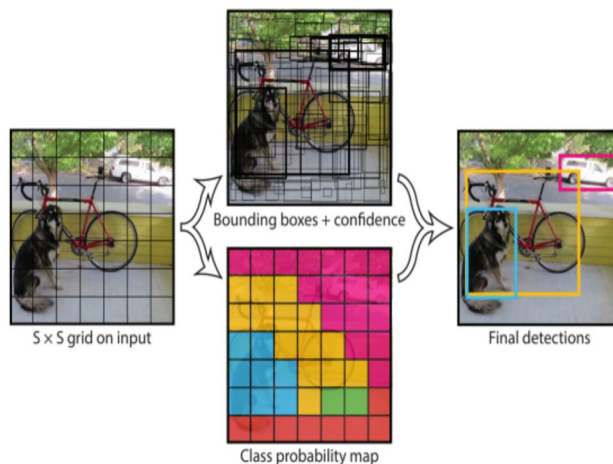 Bounding boxes + confidence
S × S grid on input
Final detections
Class probability map